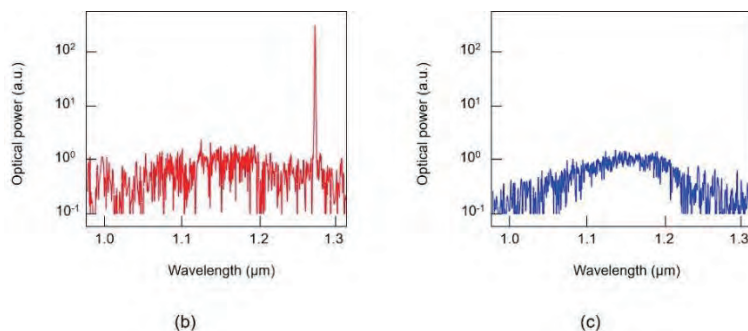 Optical power (a.u.)
10²
10¹
10⁰
10⁻¹
1.0 1.1 1.2 1.3
Wavelength (μm)
(b)
Optical power (a.u.)
10²
10¹
10⁰
10⁻¹
1.0 1.1 1.2 1.3
Wavelength (μm)
(c)